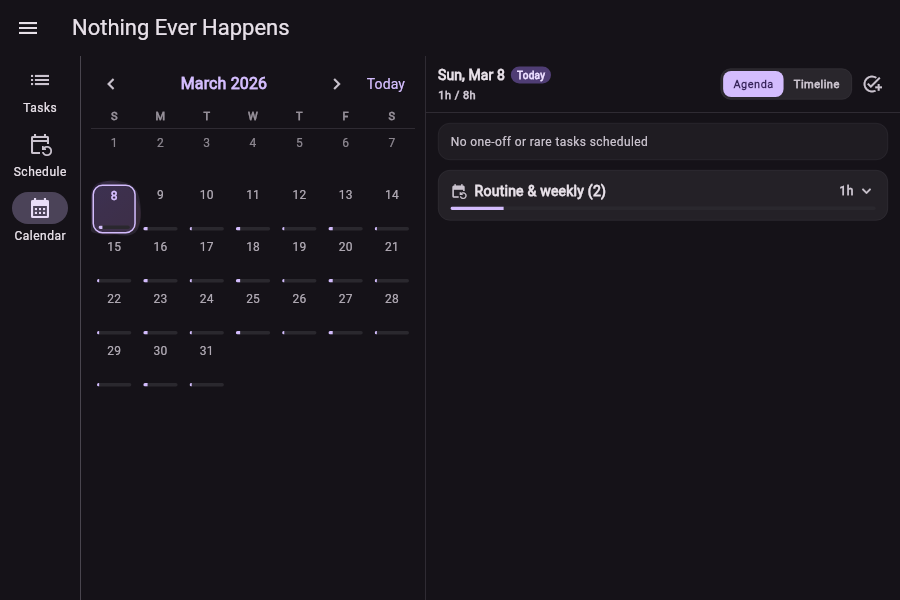 Nothing Ever Happens
Tasks
Schedule
Calendar
March 2026
Today
S M T W T F S
1 2 3 4 5 6 7
8 9 10 11 12 13 14
15 16 17 18 19 20 21
22 23 24 25 26 27 28
29 30 31
Sun, Mar 8 Today
1h / 8h
Agenda Timeline
No one-off or rare tasks scheduled
Routine & weekly (2) 1h